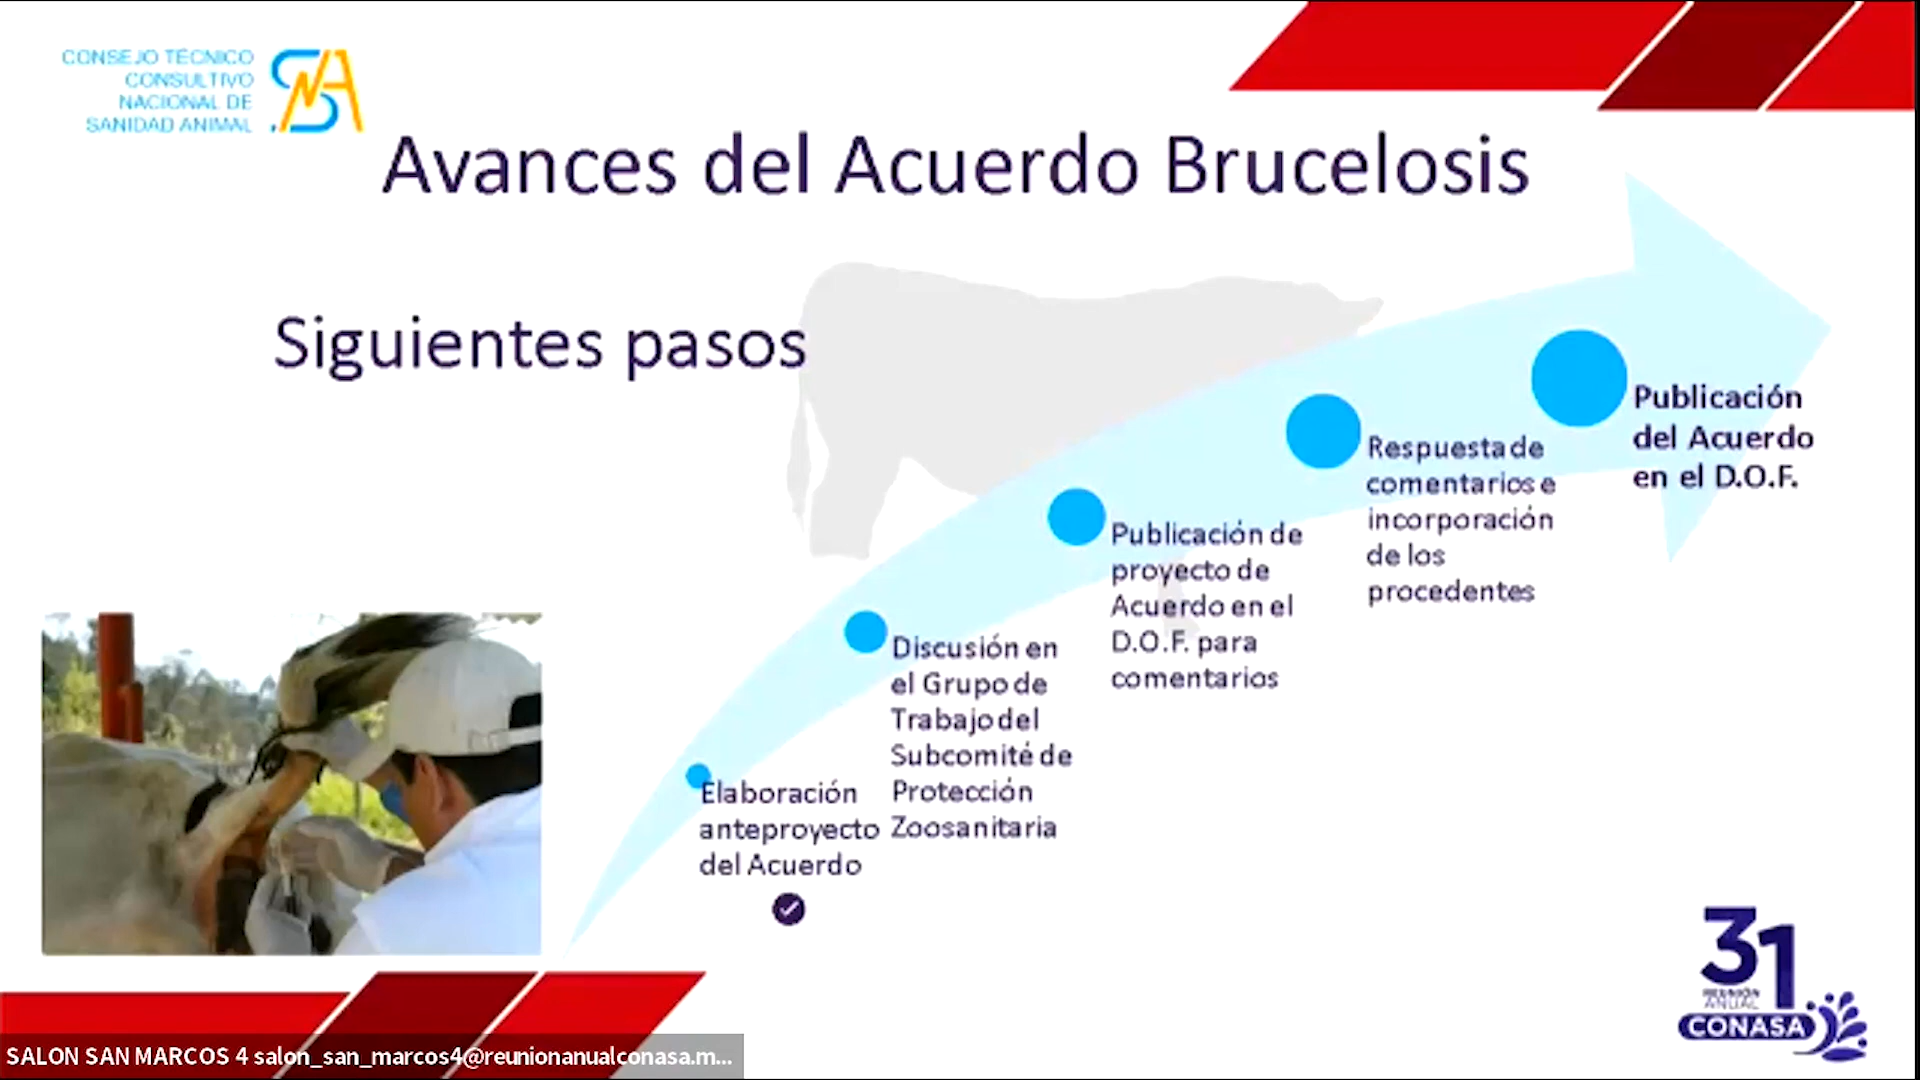 CONSEJO TÉCNICO
CONSULTIVO
NACIONAL DE
SANIDAD ANIMAL
Avances del Acuerdo Brucelosis
Siguientes pasos
Elaboración
anteproyecto
del Acuerdo
Discusión en
el Grupo de
Trabajo del
Subcomité de
Protección
Zoosanitaria
Publicación de
proyecto de
Acuerdo en el
D.O.F. para
comentarios
Respuesta de
comentarios e
incorporación
de los
procedentes
Publicación
del Acuerdo
en el D.O.F.
31
REUNIÓN
ANUAL
CONASA
SALON SAN MARCOS 4 salon_san_marcos4@reunionanualconasa.m...